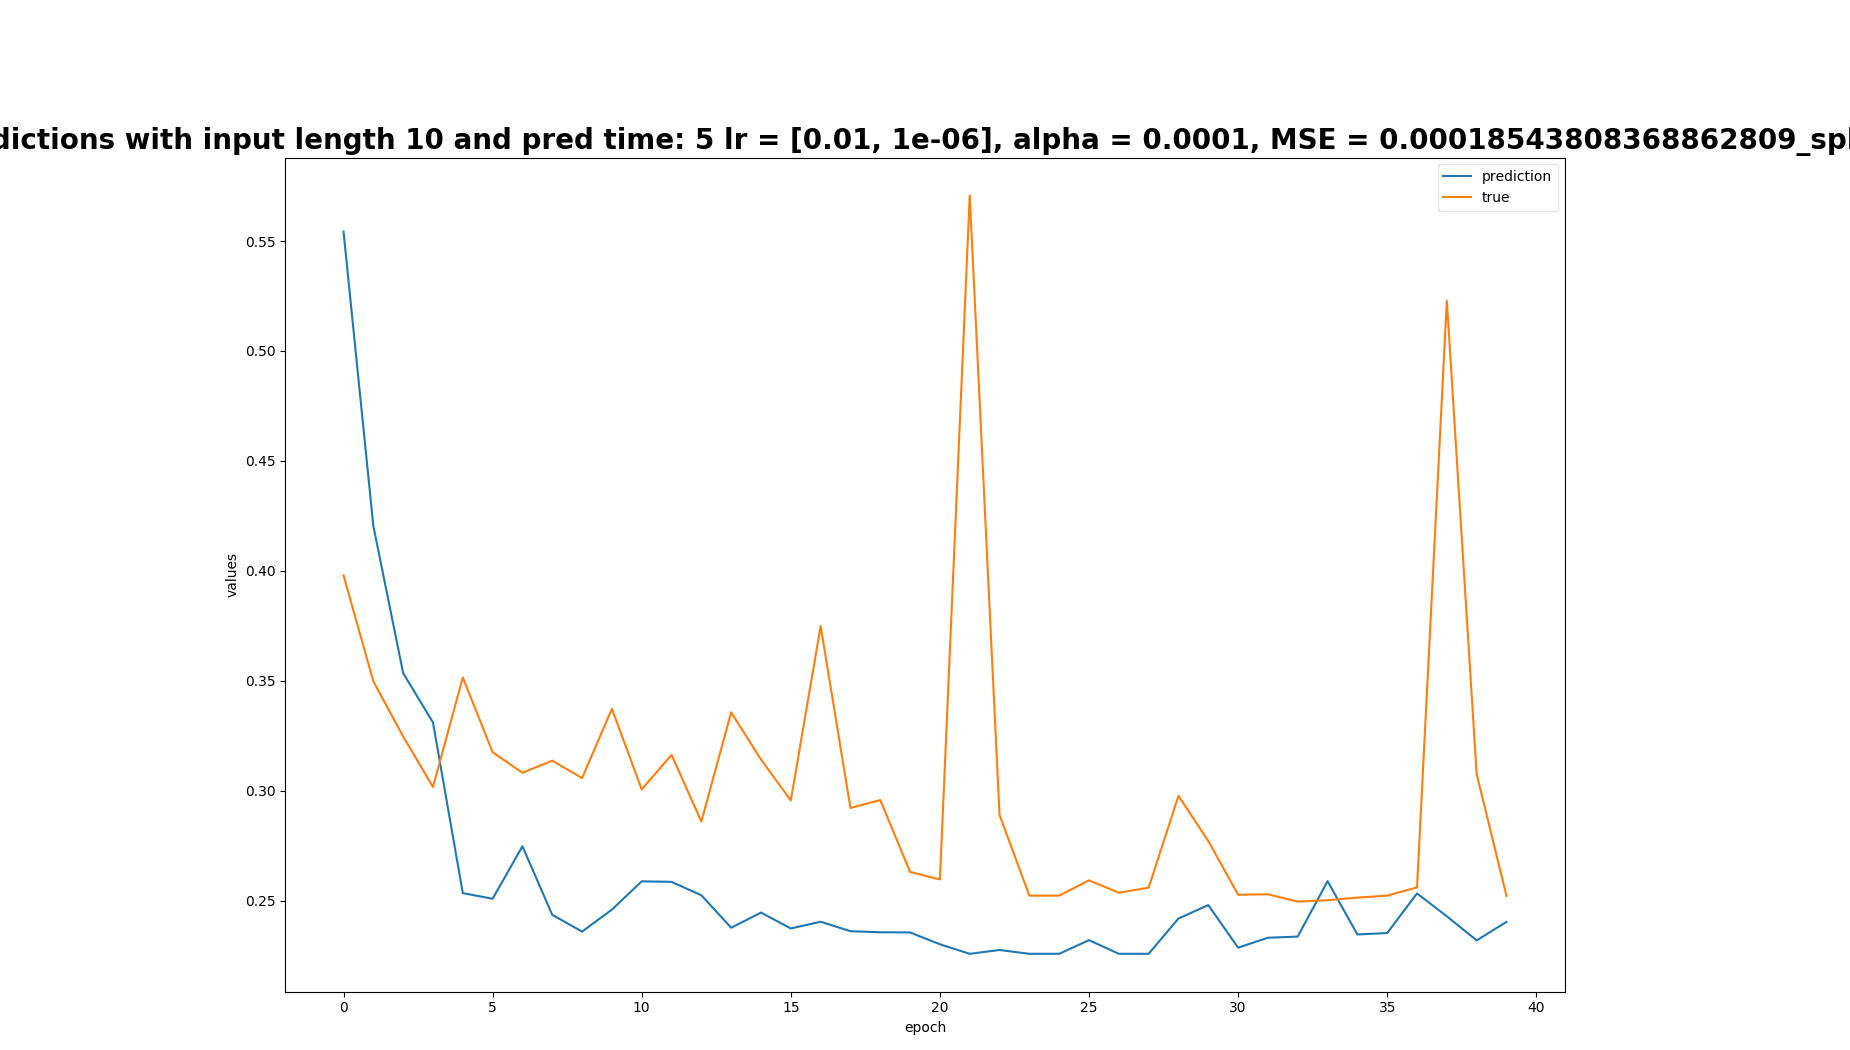 dictions with input length 10 and pred time: 5 lr = [0.01, 1e-06], alpha = 0.0001, MSE = 0.00018543808368862809_spl
prediction
true
0.55
0.50
0.45
0.40
0.35
0.30
0.25
values
0 5 10 15 20 25 30 35 40
epoch